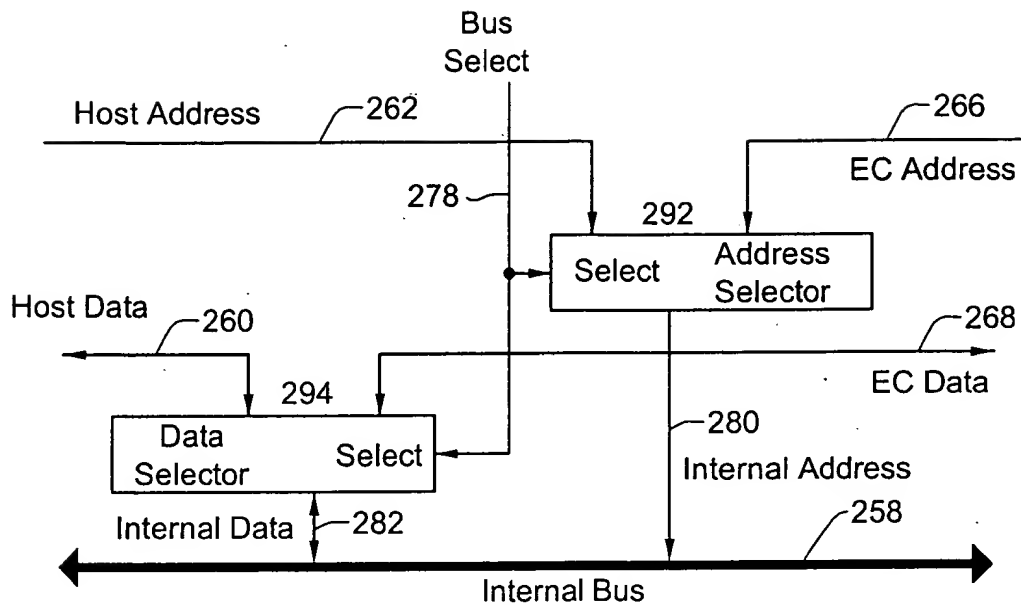 Bus
Select
Host Address
262
266
EC Address
278
292
Select
Address
Selector
Host Data
260
268
EC Data
294
Data
Selector
Select
280
Internal Address
Internal Data
282
258
Internal Bus